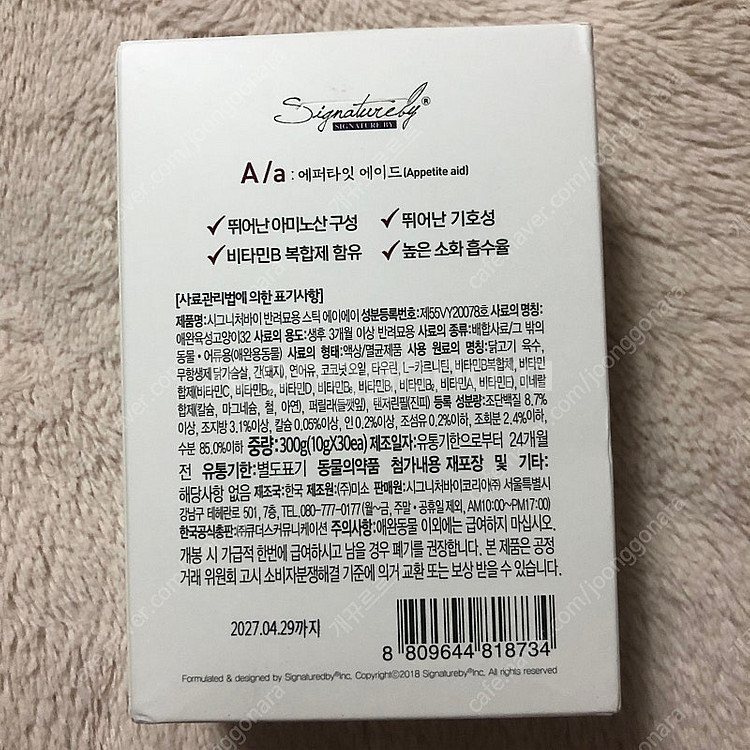 Signatureby®
SIGNATURE BY
A/a : 에퍼타잇 에이드(Appetite aid)
✓뛰어난 아미노산 구성 ✓뛰어난 기호성
✓비타민B 복합제 함유 ✓높은 소화 흡수율
[사료관리법에 의한 표기사항]
제품명:시그니처바이 반려묘용 스틱 에이에이 성분등록번호:제55VY20078호 사료의 명칭:
애완육성고양이32 사료의 용도:생후 3개월 이상 반려묘용 사료의 종류:배합사료/그 밖의
동물·어류용(애완용동물) 사료의 형태:액상/멸균제품 사용 원료의 명칭:닭고기 육수,
무항생제 닭가슴살, 간(돼지), 연어유, 코코넛 오일, 타우린, L-카르니틴, 비타민B복합체, 비타민
합제(비타민C, 비타민B12, 비타민D, 비타민B6, 비타민B1, 비타민B2, 비타민A, 비타민E), 미네랄
합제(칼슘, 마그네슘, 철, 아연), 퍼릴래(들깻잎), 탠저린필(진피) 등록 성분량:조단백질 8.7%
이상, 조지방 3.1%이상, 칼슘 0.05%이상, 인 0.2%이상, 조섬유 0.2%이하, 조회분 2.4%이하,
수분 85.0%이하 중량:300g(10gX30ea) 제조일자:유통기한으로부터 24개월
전 유통기한:별도표기 동물의약품 첨가내용 재포장 및 기타:
해당사항 없음 제조국:한국 제조원:(주)미소 판매원:시그니처바이코리아㈜ 서울특별시
강남구 테헤란로 501, 7층, TEL.080-777-0177 (월~금, 주말·공휴일 제외, AM10:00~PM17:00)
한국공식총판:㈜큐더스커뮤니케이션 주의사항:애완동물 이외에는 급여하지 마십시오.
개봉 시 가급적 한번에 급여하시고 남을 경우 폐기를 권장합니다. 본 제품은 공정
거래 위원회 고시 소비자분쟁해결 기준에 의거 교환 또는 보상 받을 수 있습니다.
2027.04.29까지
8 809644 818734
Formulated & designed by Signaturedby®Inc, Copyright©2018 Signatureby®Inc, All rights reserved